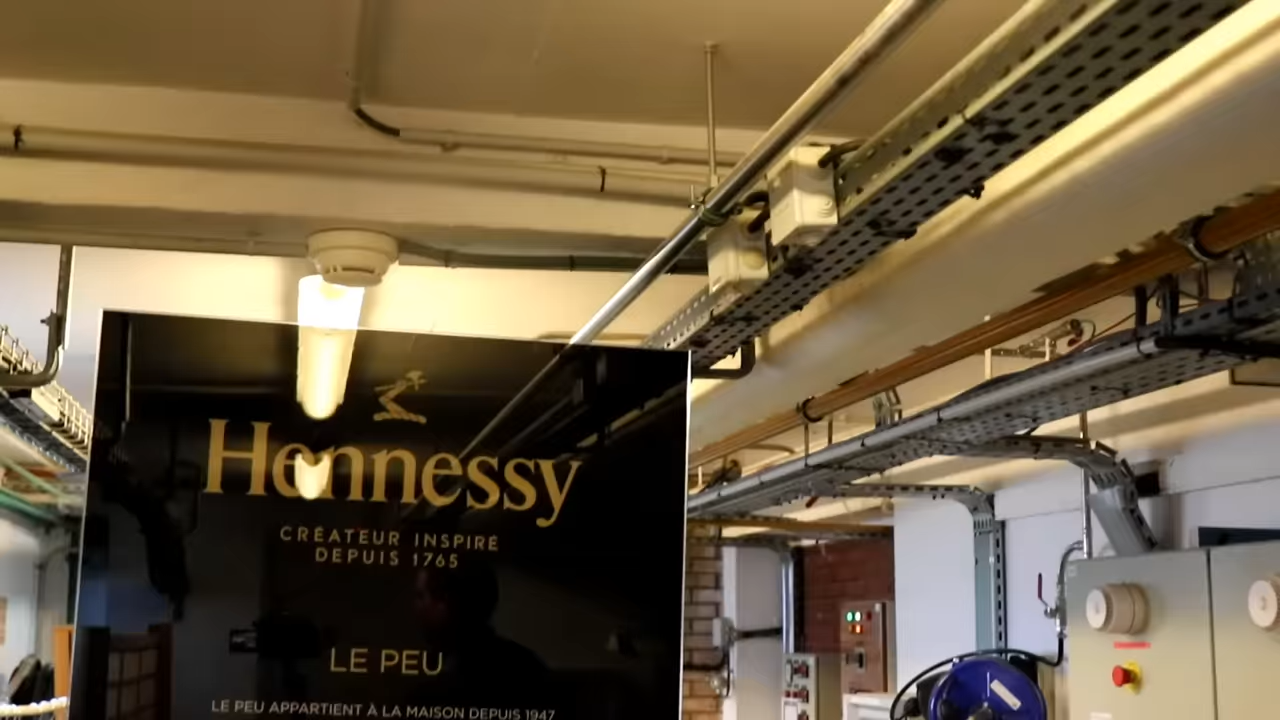 Hennessy
CRÉATEUR INSPIRÉ
DEPUIS 1765
LE PEU
LE PEU APPARTIENT À LA MAISON DEPUIS 1947